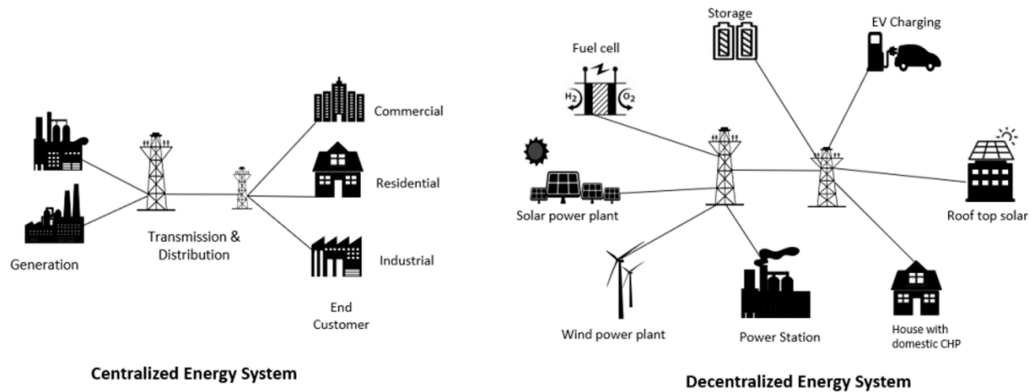 Generation
Transmission &
Distribution
Commercial
Residential
Industrial
End
Customer
Centralized Energy System
Storage
EV Charging
Fuel cell
H2
O2
Solar power plant
Roof top solar
Wind power plant
Power Station
House with
domestic CHP
Decentralized Energy System